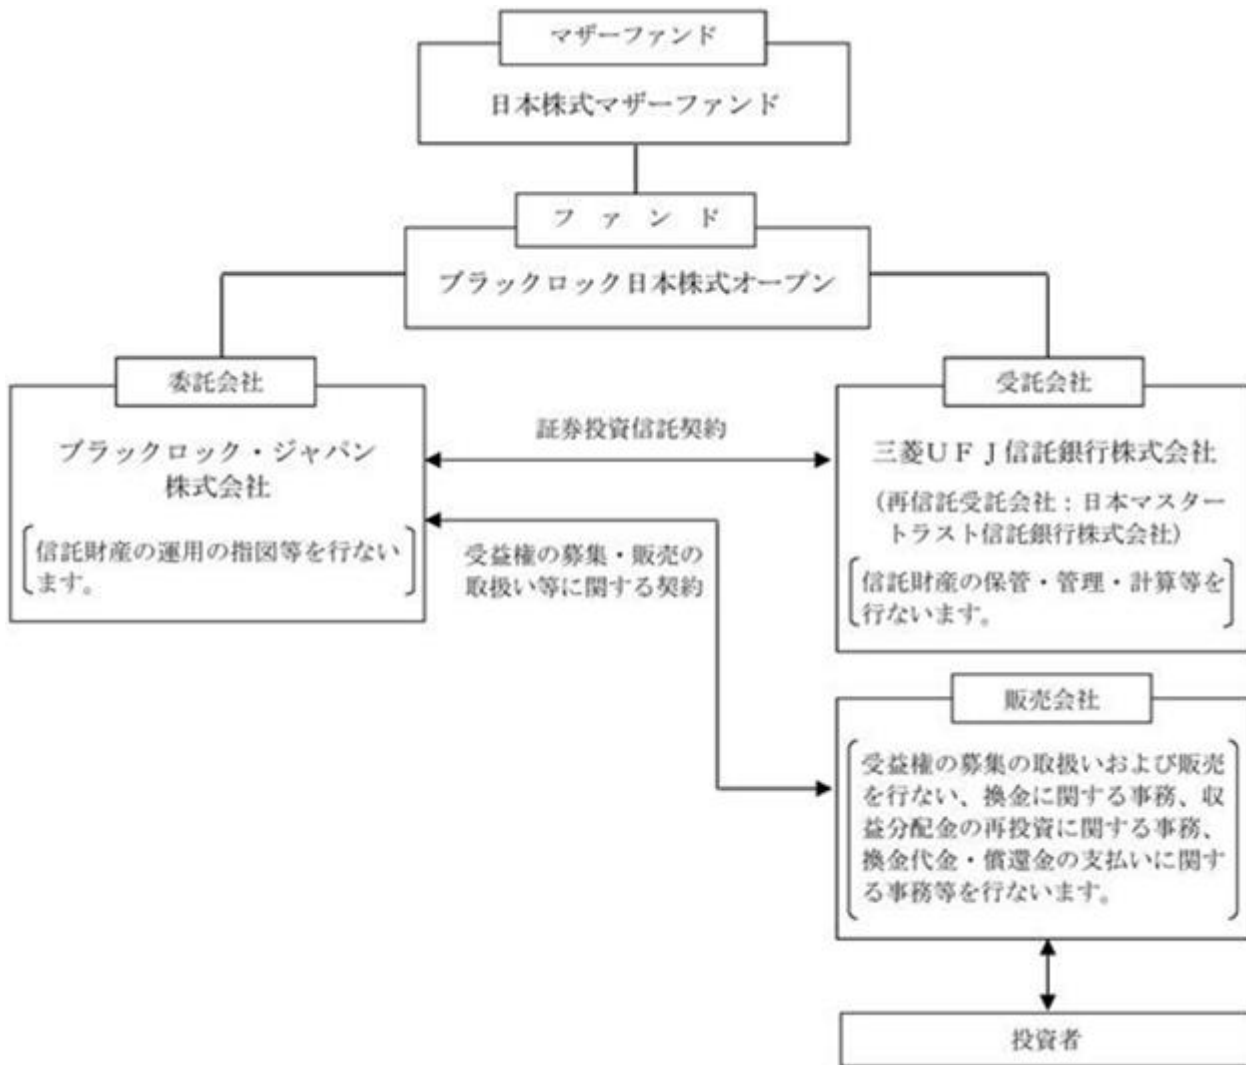 マザーファンド
日本株式マザーファンド
ファンド
ブラックロック日本株式オープン
委託会社
ブラックロック・ジャパン
株式会社
信託財産の運用の指図等を行ない
ます。
証券投資信託契約
受益権の募集・販売の
取扱い等に関する契約
受託会社
三菱UFJ信託銀行株式会社
(再信託受託会社:日本マスター
トラスト信託銀行株式会社)
信託財産の保管・管理・計算等を
行ないます。
販売会社
受益権の募集の取扱いおよび販売
を行ない、換金に関する事務、収
益分配金の再投資に関する事務、
換金代金・償還金の支払いに関す
る事務等を行ないます。
投資者